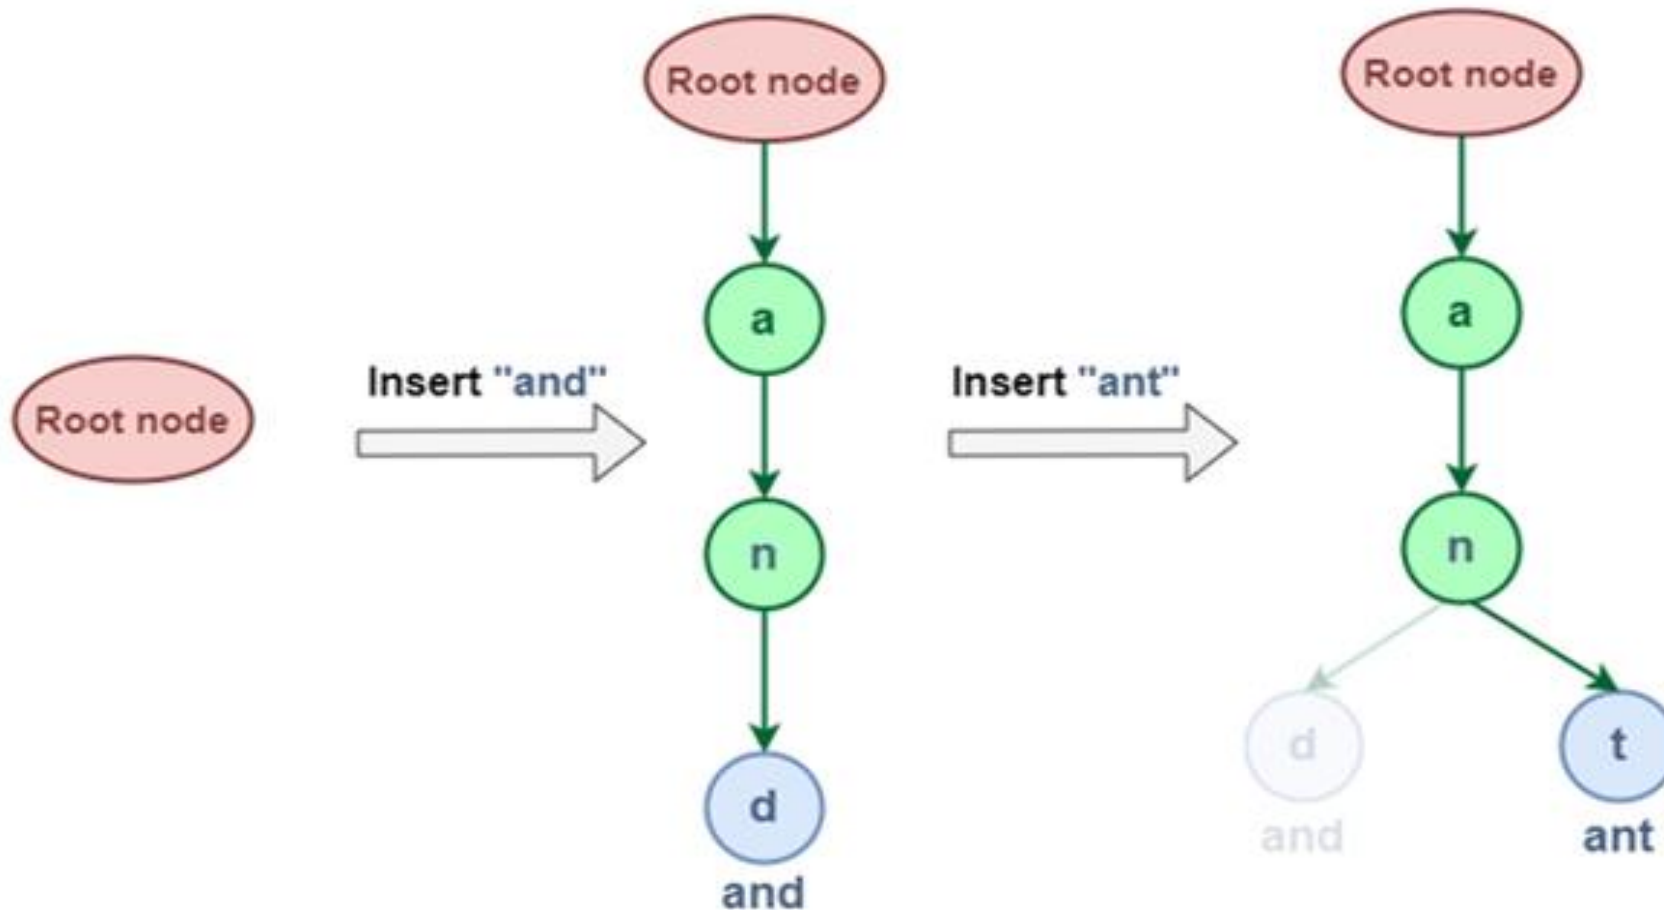 Root node
Insert "and"
Root node
a
n
d
and
Insert "ant"
Root node
a
n
d
and
t
ant